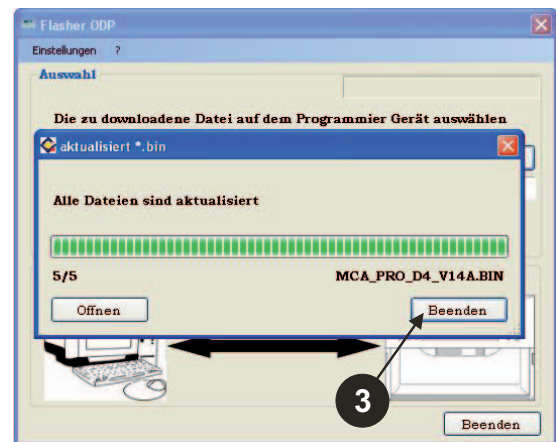 Flasher ODP
Einstellungen ?
Auswahl
Die zu downloadene Datei auf dem Programmier Gerät auswählen
aktualisiert *.bin
Alle Dateien sind aktualisiert
5/5 MCA_PRO_D4_V14A.BIN
Öffnen Beenden
3
Beenden